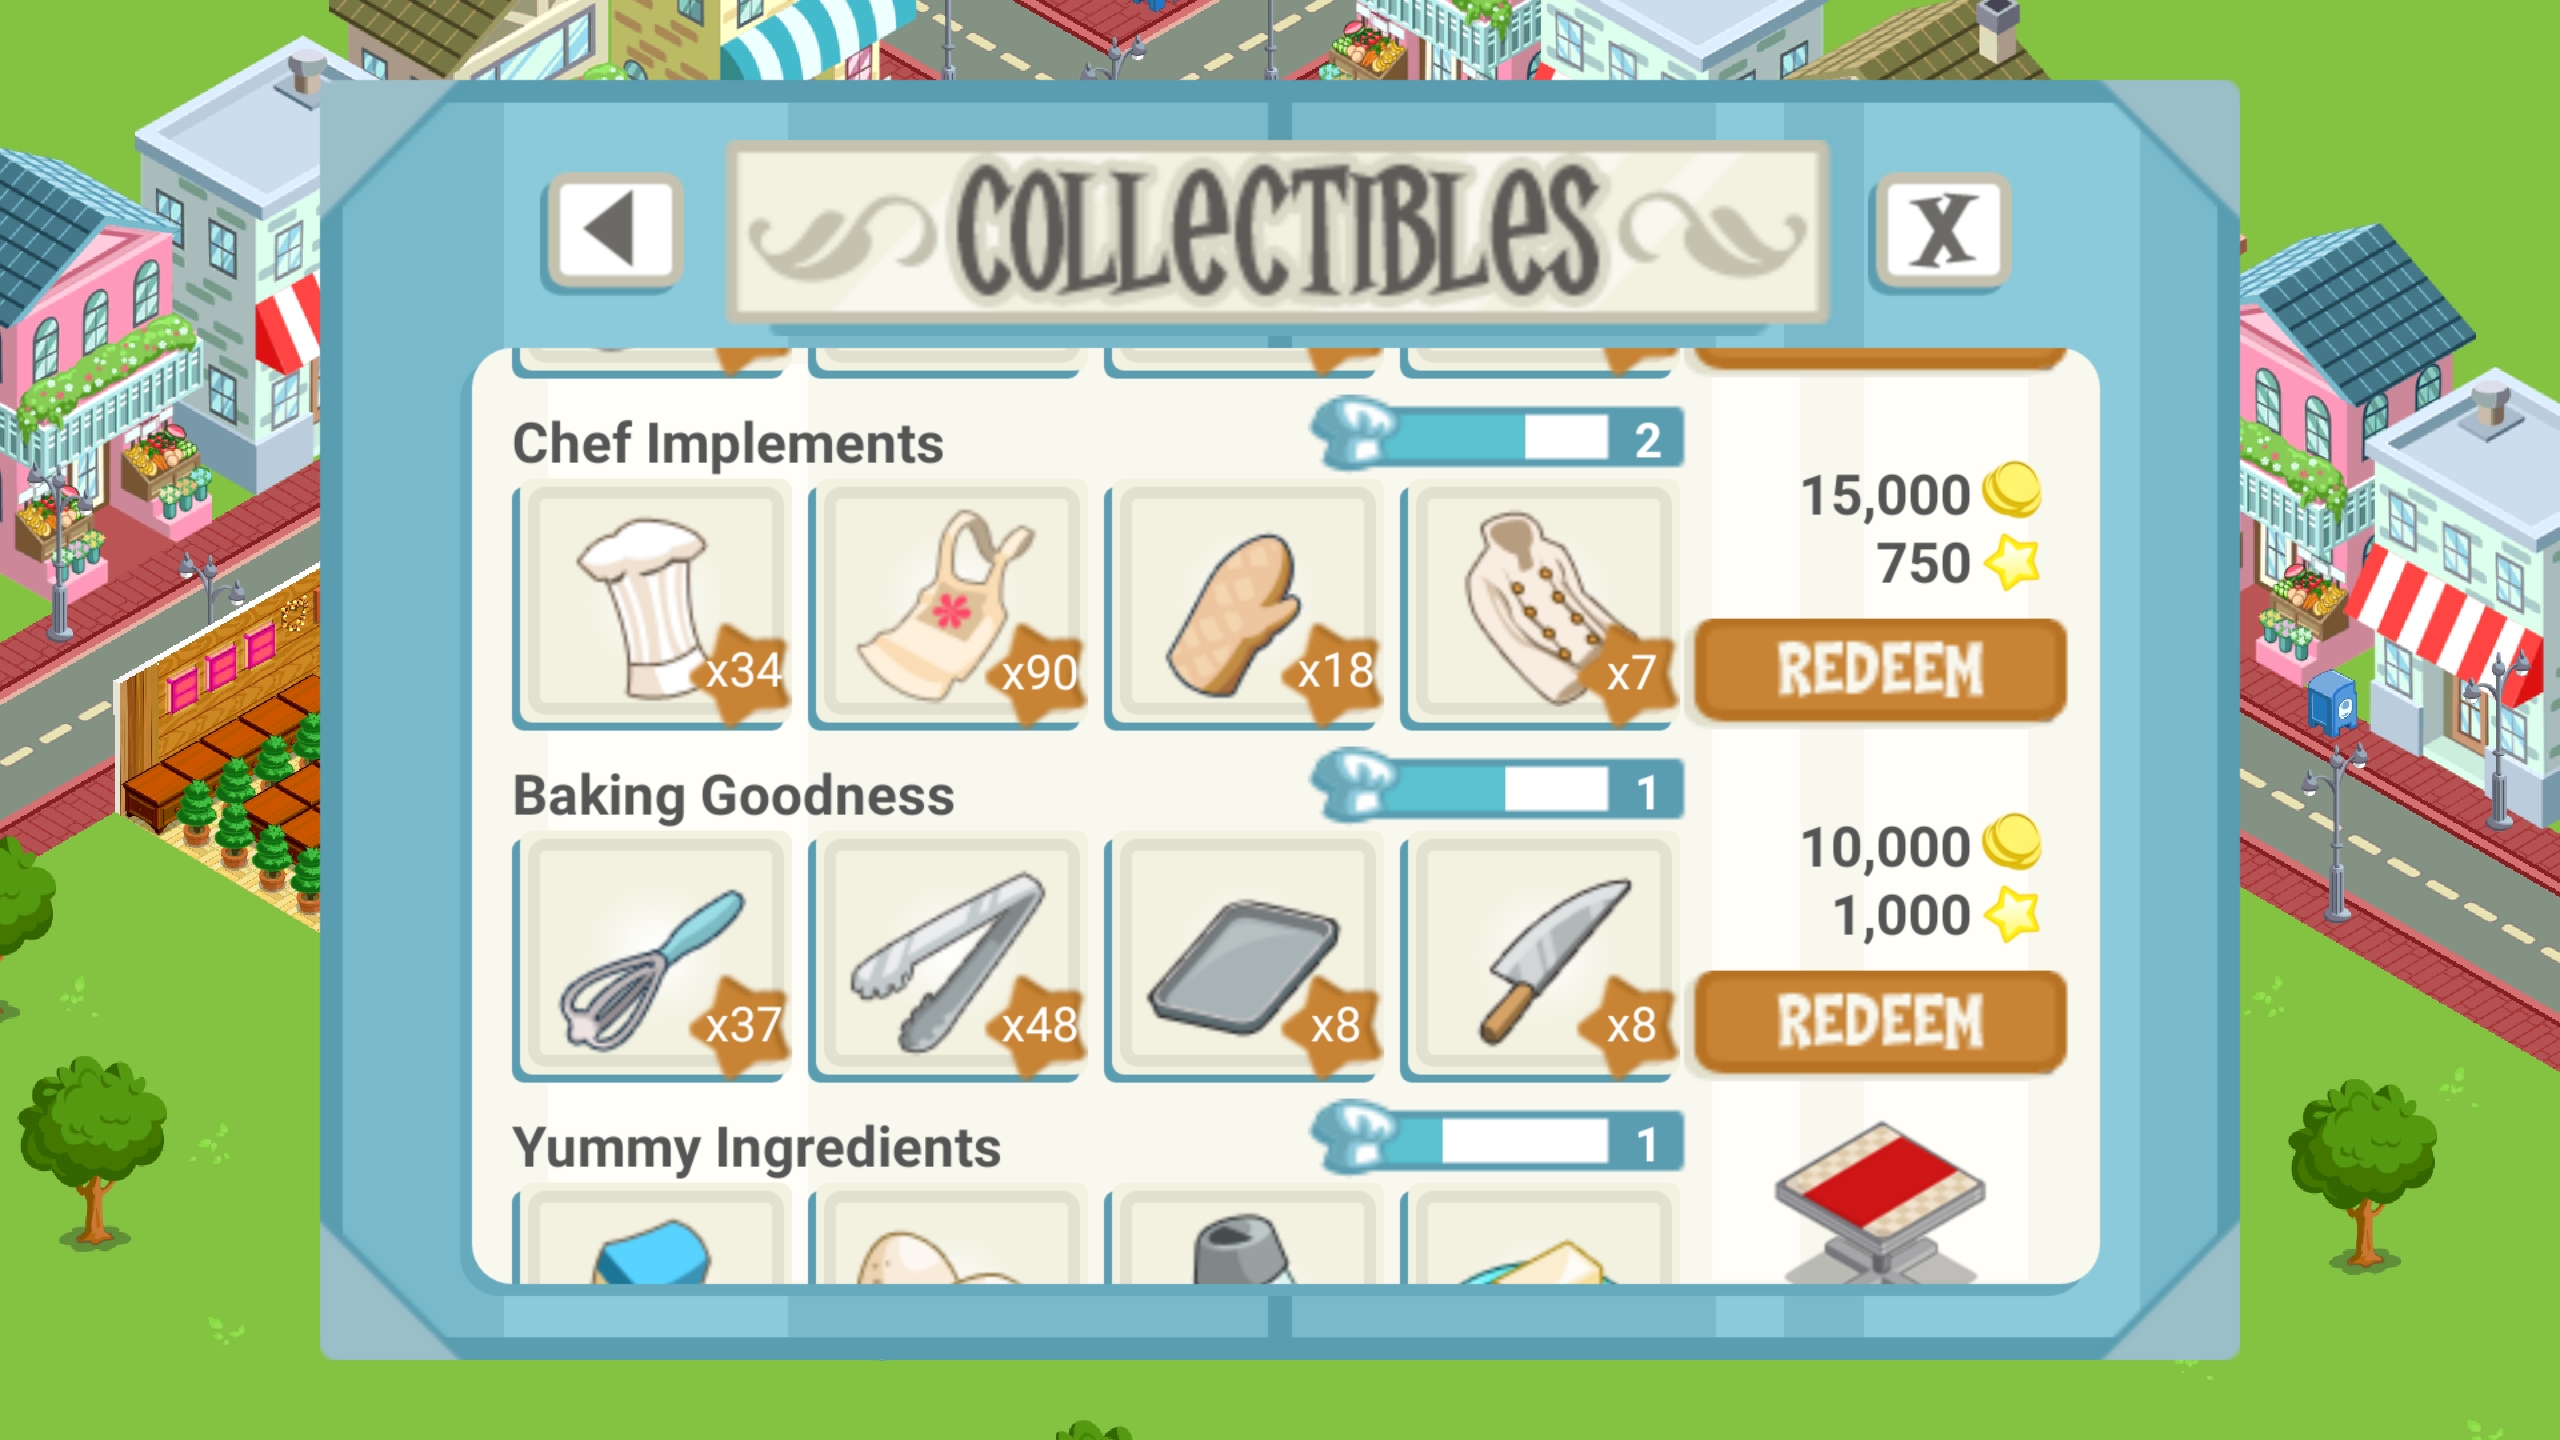 COLLECTIBLES
X
Chef Implements
2
15,000
750
x34
x90
x18
x7
REDEEM
Baking Goodness
1
10,000
1,000
x37
x48
x8
x8
REDEEM
Yummy Ingredients
1